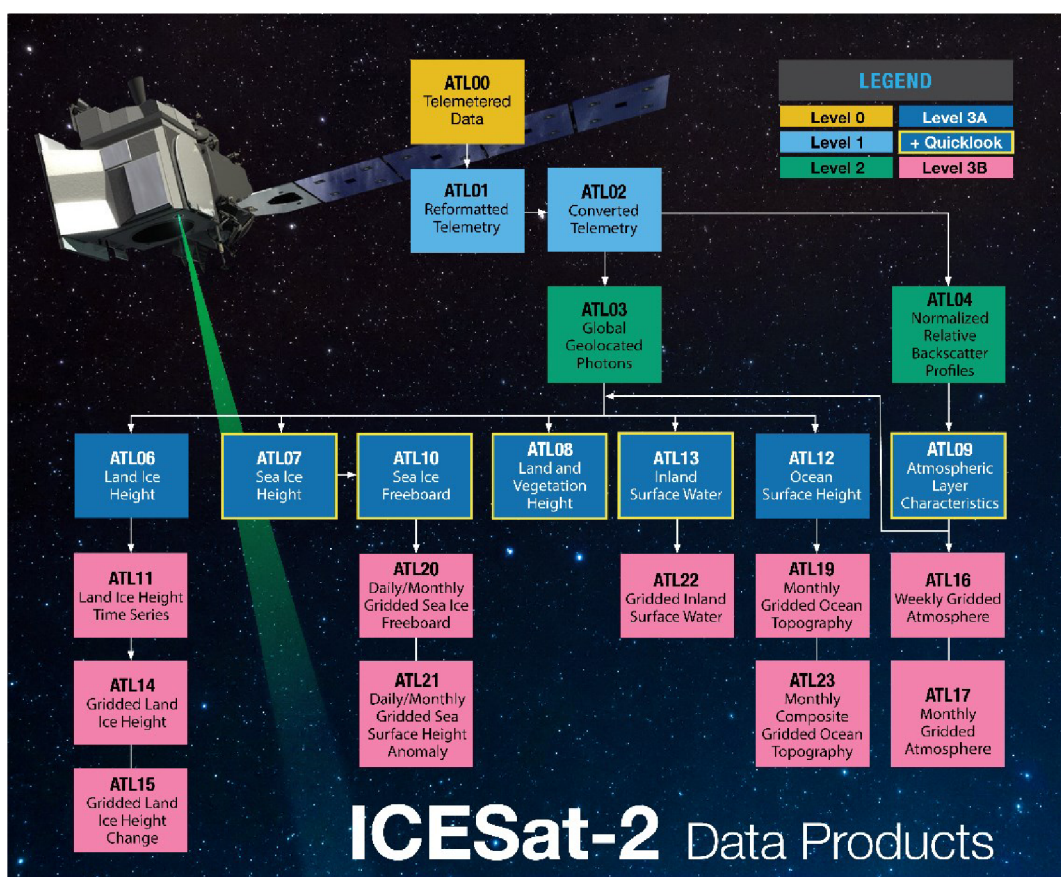 ATL00
Telemetered
Data
LEGEND
Level 0
Level 3A
Level 1
+ Quicklook
Level 2
Level 3B
ATL01
Reformatted
Telemetry
ATL02
Converted
Telemetry
ATL03
Global
Geolocated
Photons
ATL04
Normalized
Relative
Backscatter
Profiles
ATL06
Land Ice
Height
ATL07
Sea Ice
Height
ATL10
Sea Ice
Freeboard
ATL08
Land and
Vegetation
Height
ATL13
Inland
Surface Water
ATL12
Ocean
Surface Height
ATL09
Atmospheric
Layer
Characteristics
ATL11
Land Ice Height
Time Series
ATL20
Daily/Monthly
Gridded Sea Ice
Freeboard
ATL22
Gridded Inland
Surface Water
ATL19
Monthly
Gridded Ocean
Topography
ATL16
Weekly Gridded
Atmosphere
ATL14
Gridded Land
Ice Height
ATL21
Daily/Monthly
Gridded Sea
Surface Height
Anomaly
ATL23
Monthly
Composite
Gridded Ocean
Topography
ATL17
Monthly
Gridded
Atmosphere
ATL15
Gridded Land
Ice Height
Change
ICESat-2 Data Products